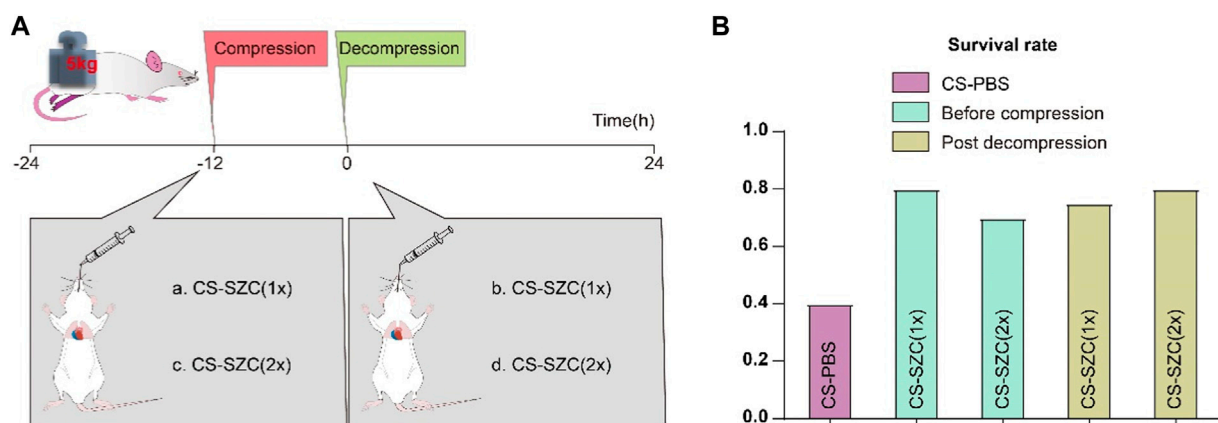 A
5kg
Compression
Decompression
Time(h)
-24
-12
0
24
a. CS-SZC(1x)
b. CS-SZC(1x)
c. CS-SZC(2x)
d. CS-SZC(2x)
B
Survival rate
CS-PBS
Before compression
Post decompression
1.0
0.8
0.6
0.4
0.2
0.0
CS-PBS
CS-SZC(1x)
CS-SZC(2x)
CS-SZC(1x)
CS-SZC(2x)